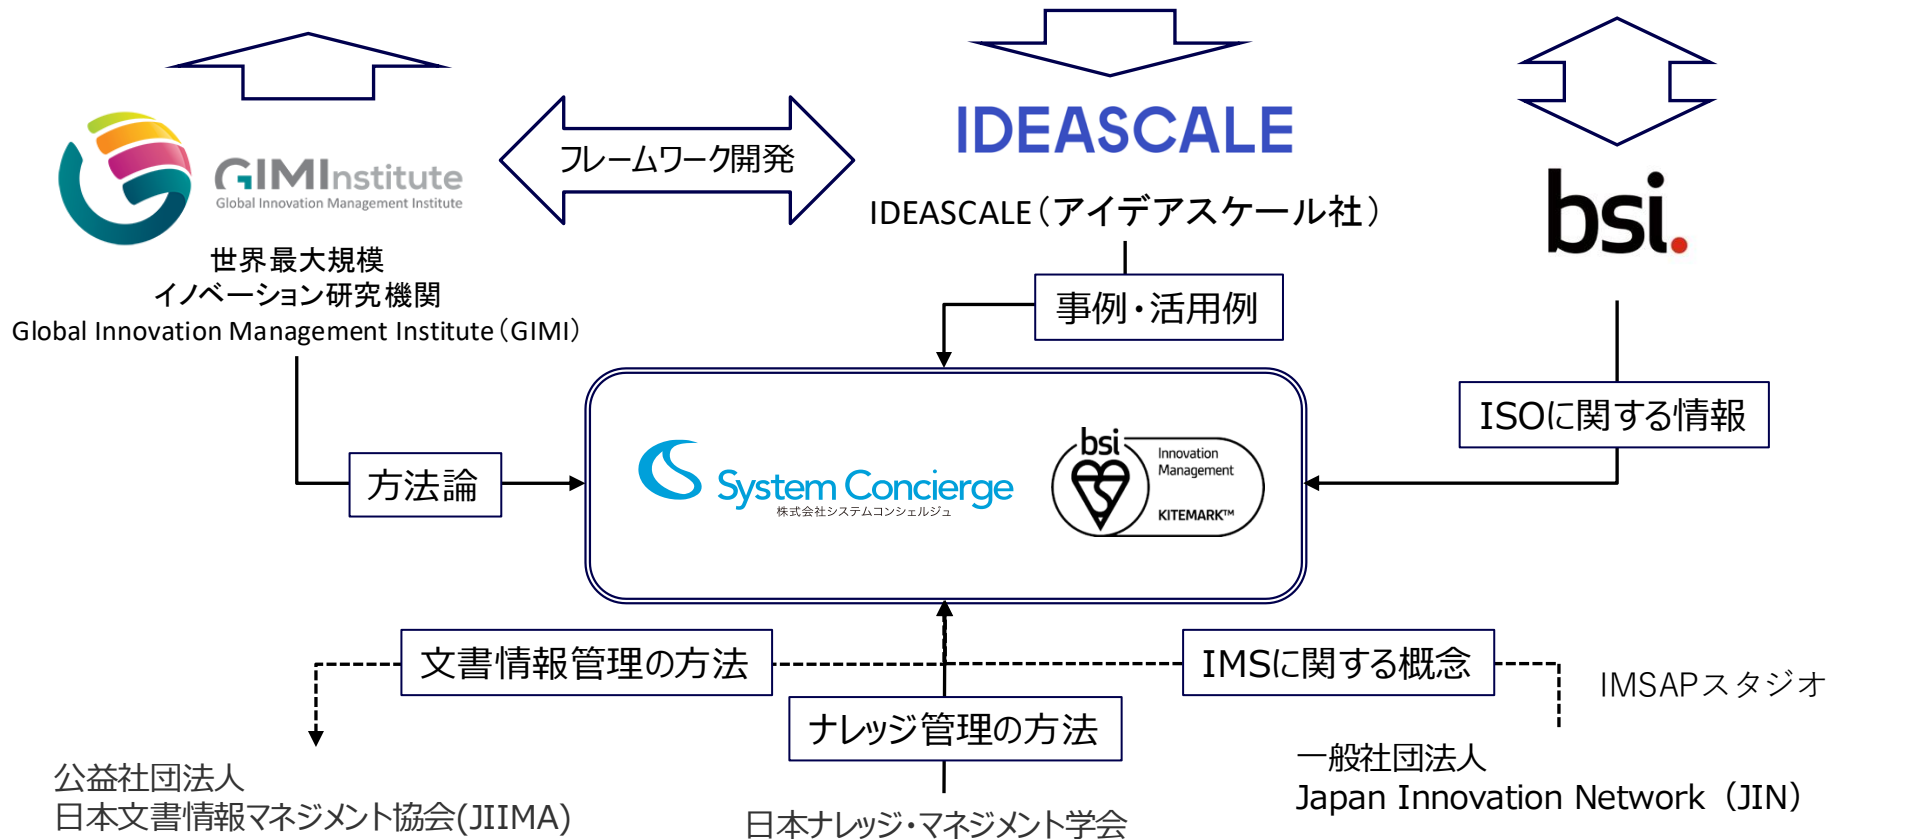 GIMInstitute
Global Innovation Management Institute
世界最大規模
イノベーション研究機関
Global Innovation Management Institute（GIMI）
フレームワーク開発
IDEASCALE
IDEASCALE（アイデアスケール社）
bsi.
事例・活用例
ISOに関する情報
方法論
System Concierge
株式会社システムコンシェルジュ
bsi
Innovation
Management
KITEMARK™
文書情報管理の方法
IMSに関する概念
ナレッジ管理の方法
IMSAPスタジオ
公益社団法人
日本文書情報マネジメント協会(JIIMA)
日本ナレッジ・マネジメント学会
一般社団法人
Japan Innovation Network（JIN）